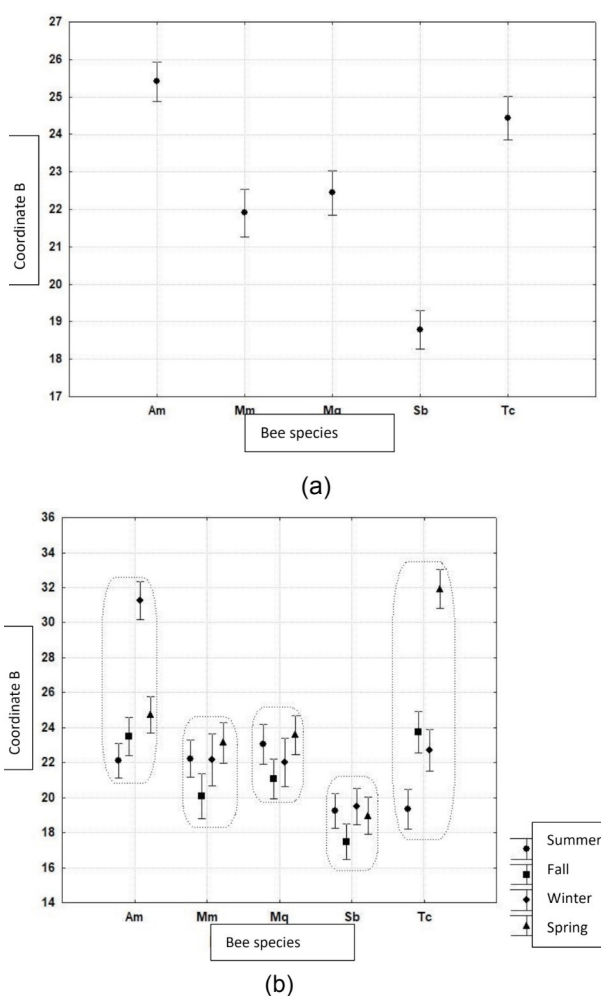 27
26
25
24
23
22
21
20
19
18
17
Coordinate B
Am Mm Mq Sb Tc
Bee species
(a)
36
34
32
30
28
26
24
22
20
18
16
14
Coordinate B
Am Mm Mq Sb Tc
Bee species
Summer
Fall
Winter
Spring
(b)